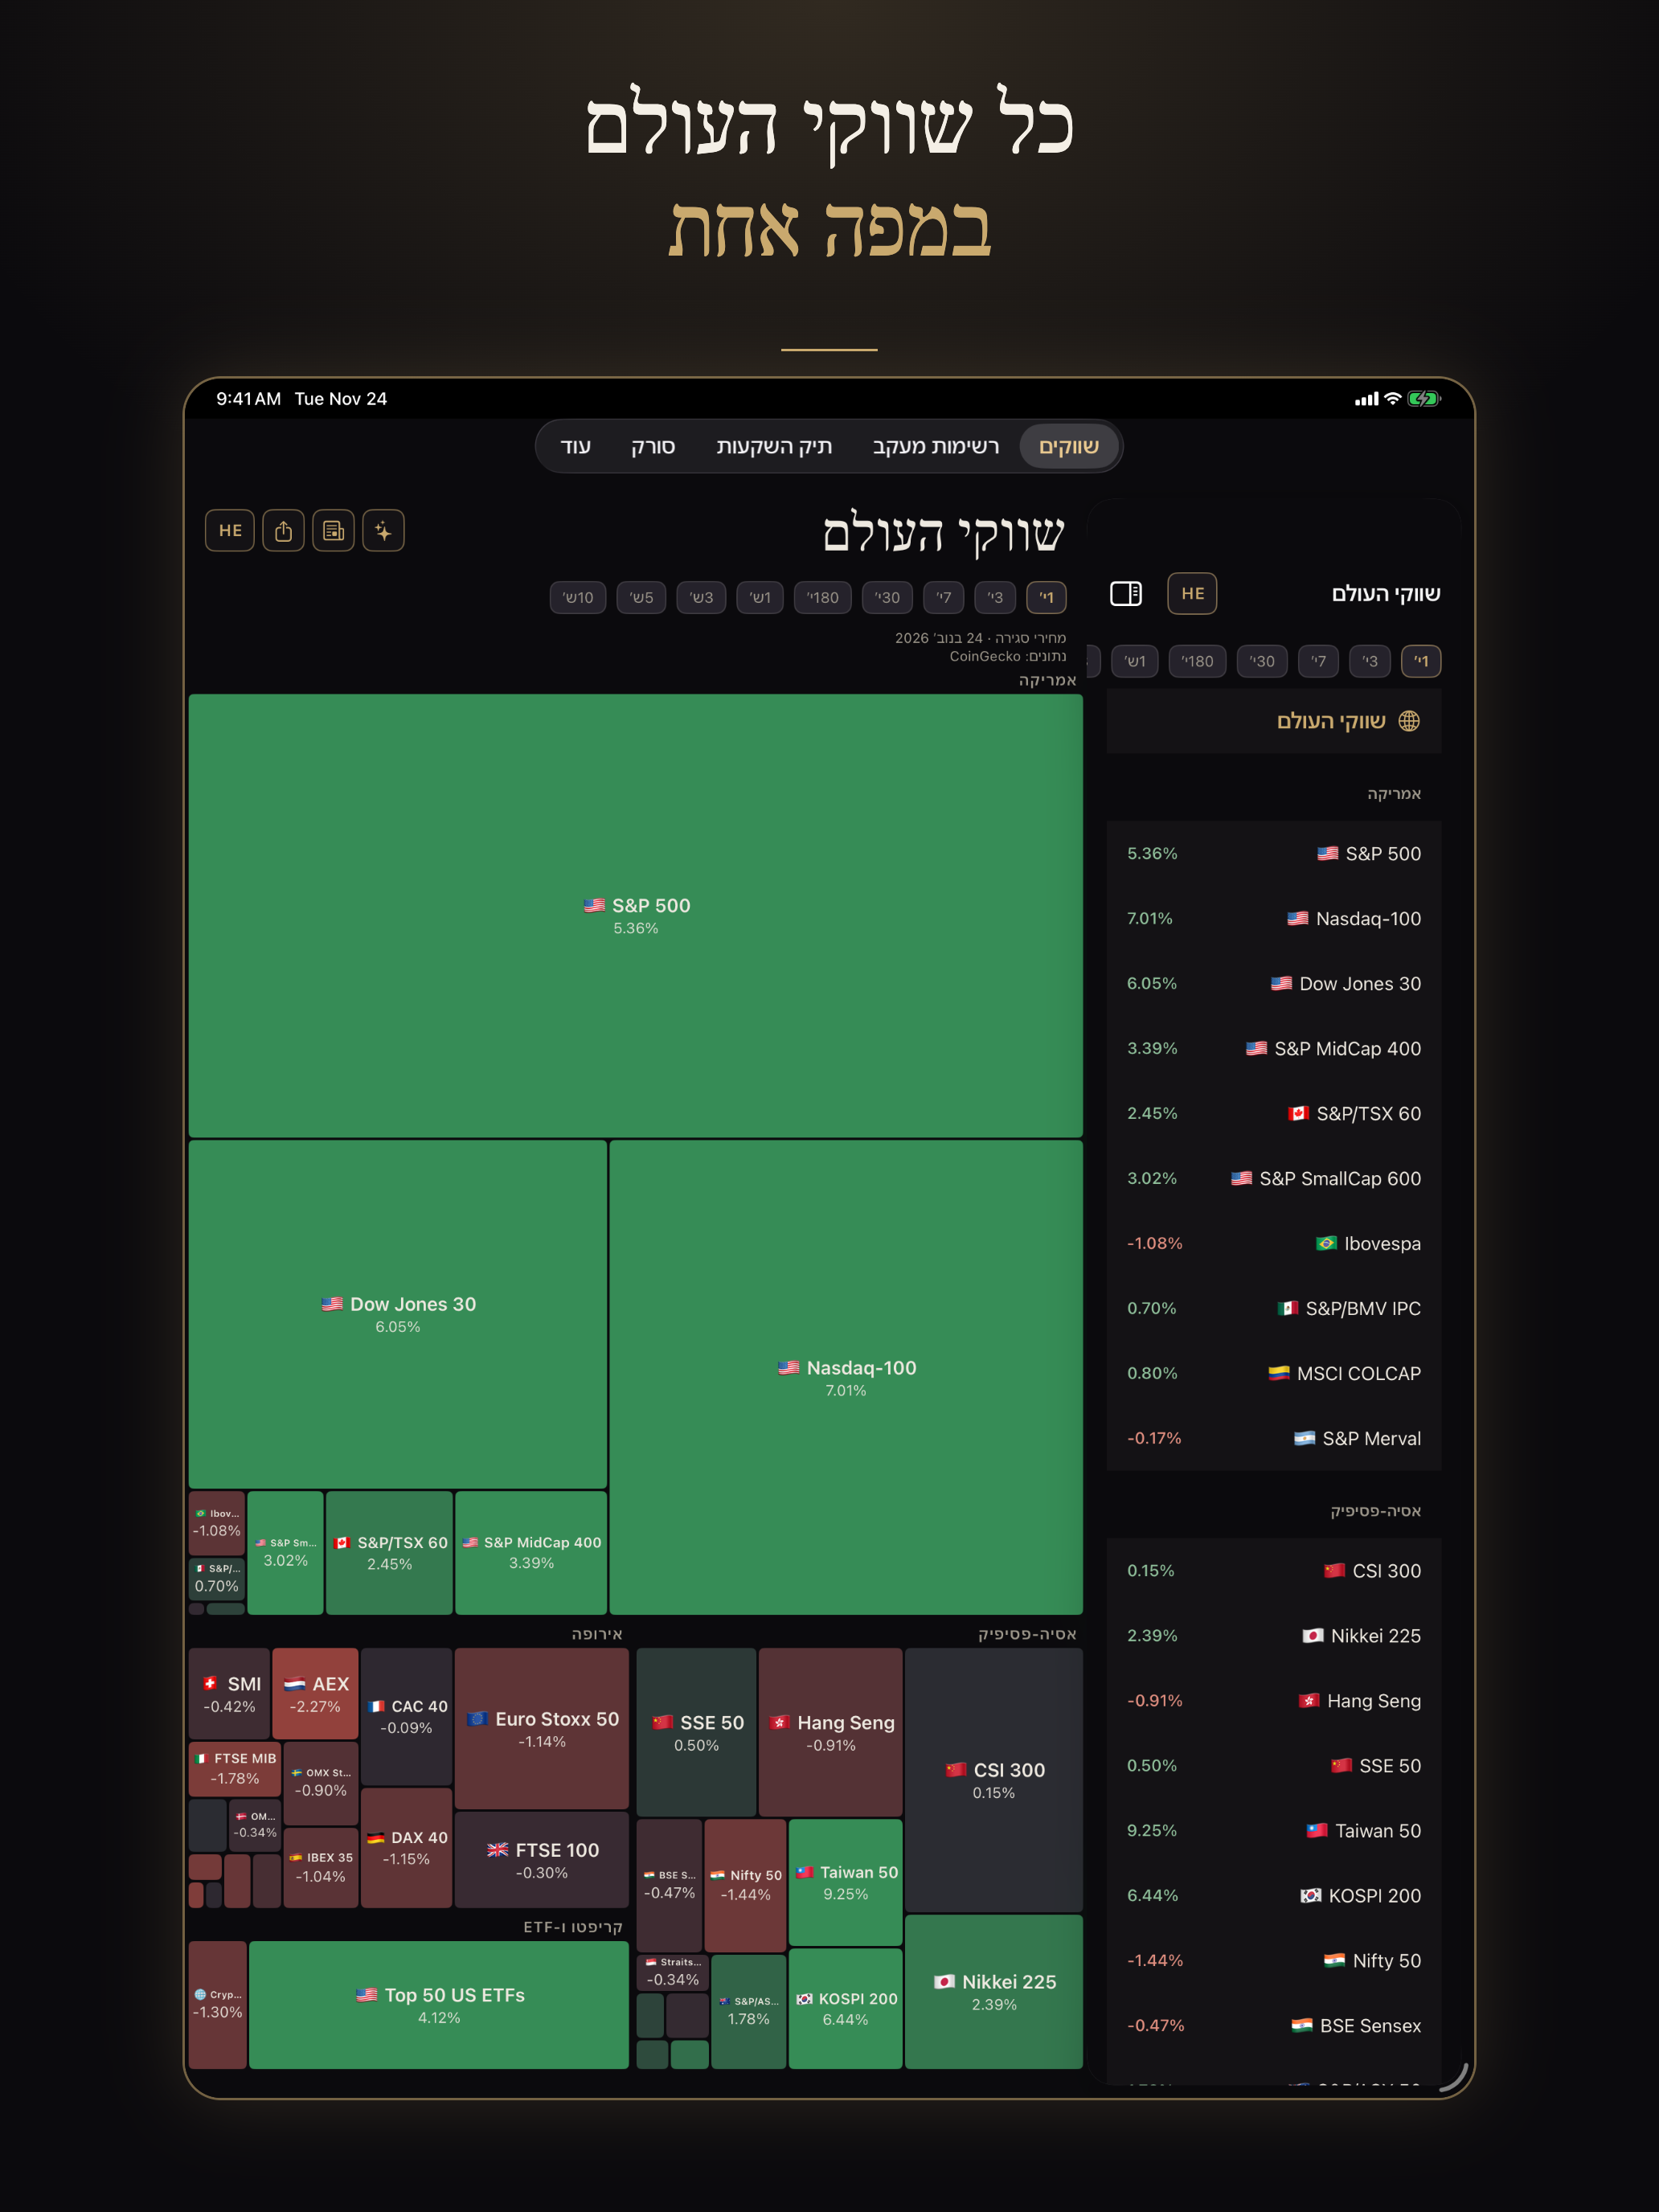 כל שווקי העולם
במפה אחת
9:41 AM Tue Nov 24
שווקים רשימות מעקב תיק השקעות סורק עוד
שווקי העולם
HE
1י׳ 3י׳ 7י׳ 30י׳ 180י׳ 1ש׳
שווקי העולם
אמריקה
S&P 500 5.36%
Nasdaq-100 7.01%
Dow Jones 30 6.05%
S&P MidCap 400 3.39%
S&P/TSX 60 2.45%
S&P SmallCap 600 3.02%
Ibovespa -1.08%
S&P/BMV IPC 0.70%
MSCI COLCAP 0.80%
S&P Merval -0.17%
אסיה-פסיפיק
CSI 300 0.15%
Nikkei 225 2.39%
Hang Seng -0.91%
SSE 50 0.50%
Taiwan 50 9.25%
KOSPI 200 6.44%
Nifty 50 -1.44%
BSE Sensex -0.47%
שווקי העולם
HE
1י׳ 3י׳ 7י׳ 30י׳ 180י׳ 1ש׳ 3ש׳ 5ש׳ 10ש׳
מחירי סגירה · 24 בנוב׳ 2026
נתונים: CoinGecko
אמריקה
S&P 500
5.36%
Nasdaq-100
7.01%
Dow Jones 30
6.05%
S&P MidCap 400
3.39%
S&P/TSX 60
2.45%
S&P Sm...
3.02%
Ibov...
-1.08%
S&P/...
0.70%
אסיה-פסיפיק
CSI 300
0.15%
Hang Seng
-0.91%
SSE 50
0.50%
Nikkei 225
2.39%
Taiwan 50
9.25%
Nifty 50
-1.44%
BSE S...
-0.47%
KOSPI 200
6.44%
S&P/AS...
1.78%
Straits...
-0.34%
אירופה
Euro Stoxx 50
-1.14%
FTSE 100
-0.30%
CAC 40
-0.09%
DAX 40
-1.15%
AEX
-2.27%
SMI
-0.42%
OMX St...
-0.90%
IBEX 35
-1.04%
FTSE MIB
-1.78%
OM...
-0.34%
קריפטו ו-ETF
Top 50 US ETFs
4.12%
Cryp...
-1.30%